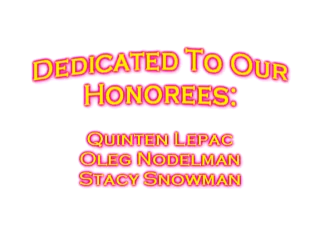 Dedicated To Our
Honorees:
Quinten Lepac
Oleg Nodelman
Stacy Snowman